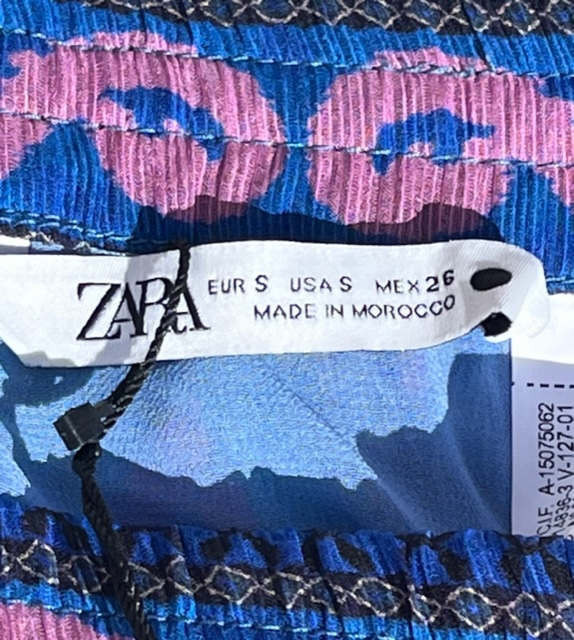 ZARA
EUR S USA S MEX 26
MADE IN MOROCCO
C.I.F. A-15075062
V-127-01